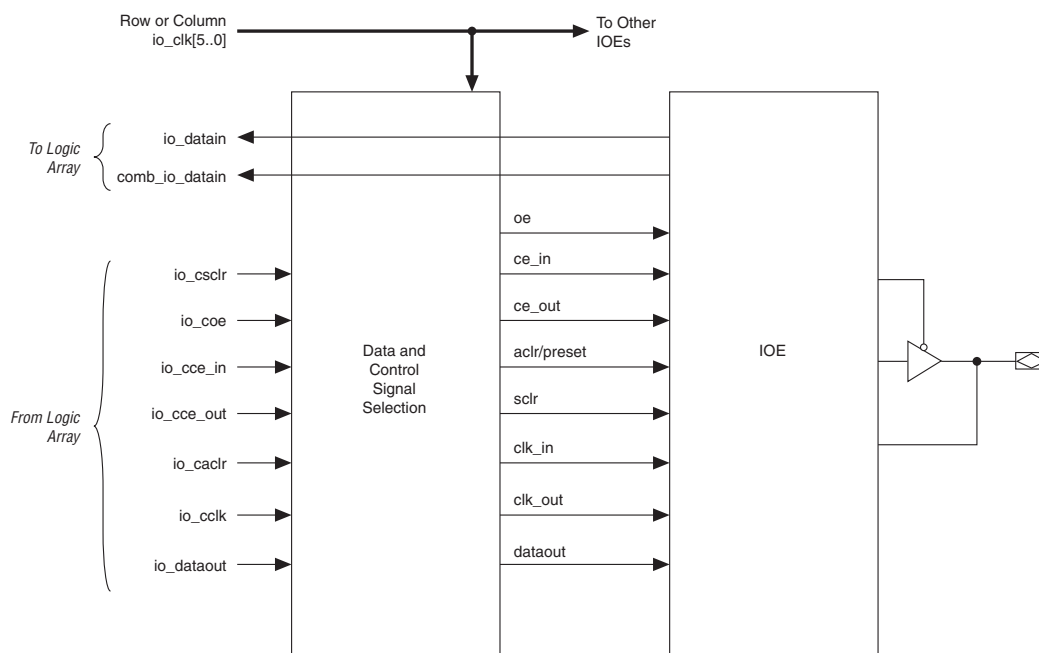 Row or Column
io_clk[5..0]
To Other
IOEs
To Logic
Array
io_datain
comb_io_datain
oe
ce_in
ce_out
aclr/preset
sclr
clk_in
clk_out
dataout
From Logic
Array
io_csclr
io_coe
io_cce_in
io_cce_out
io_caclr
io_cclk
io_dataout
Data and
Control
Signal
Selection
IOE